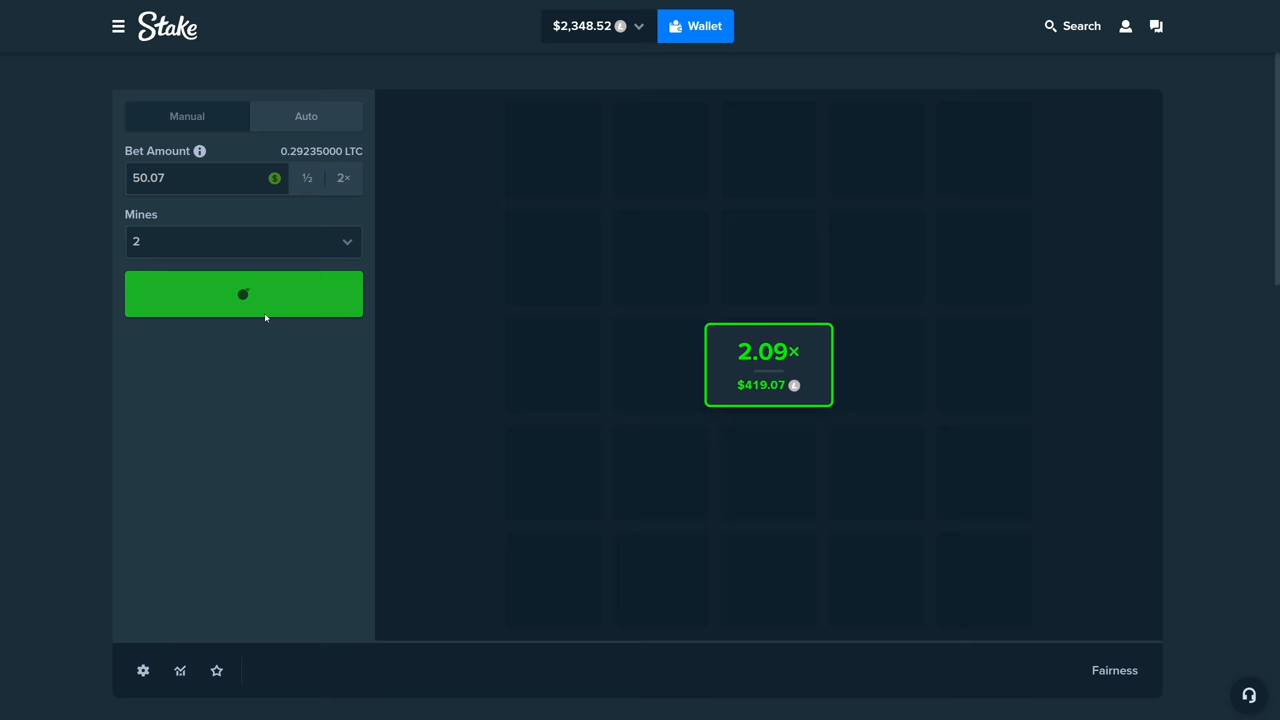 Stake
$2,348.52
Wallet
Search
Manual
Auto
Bet Amount
0.29235000 LTC
50.07
½
2×
Mines
2
2.09×
$419.07
Fairness